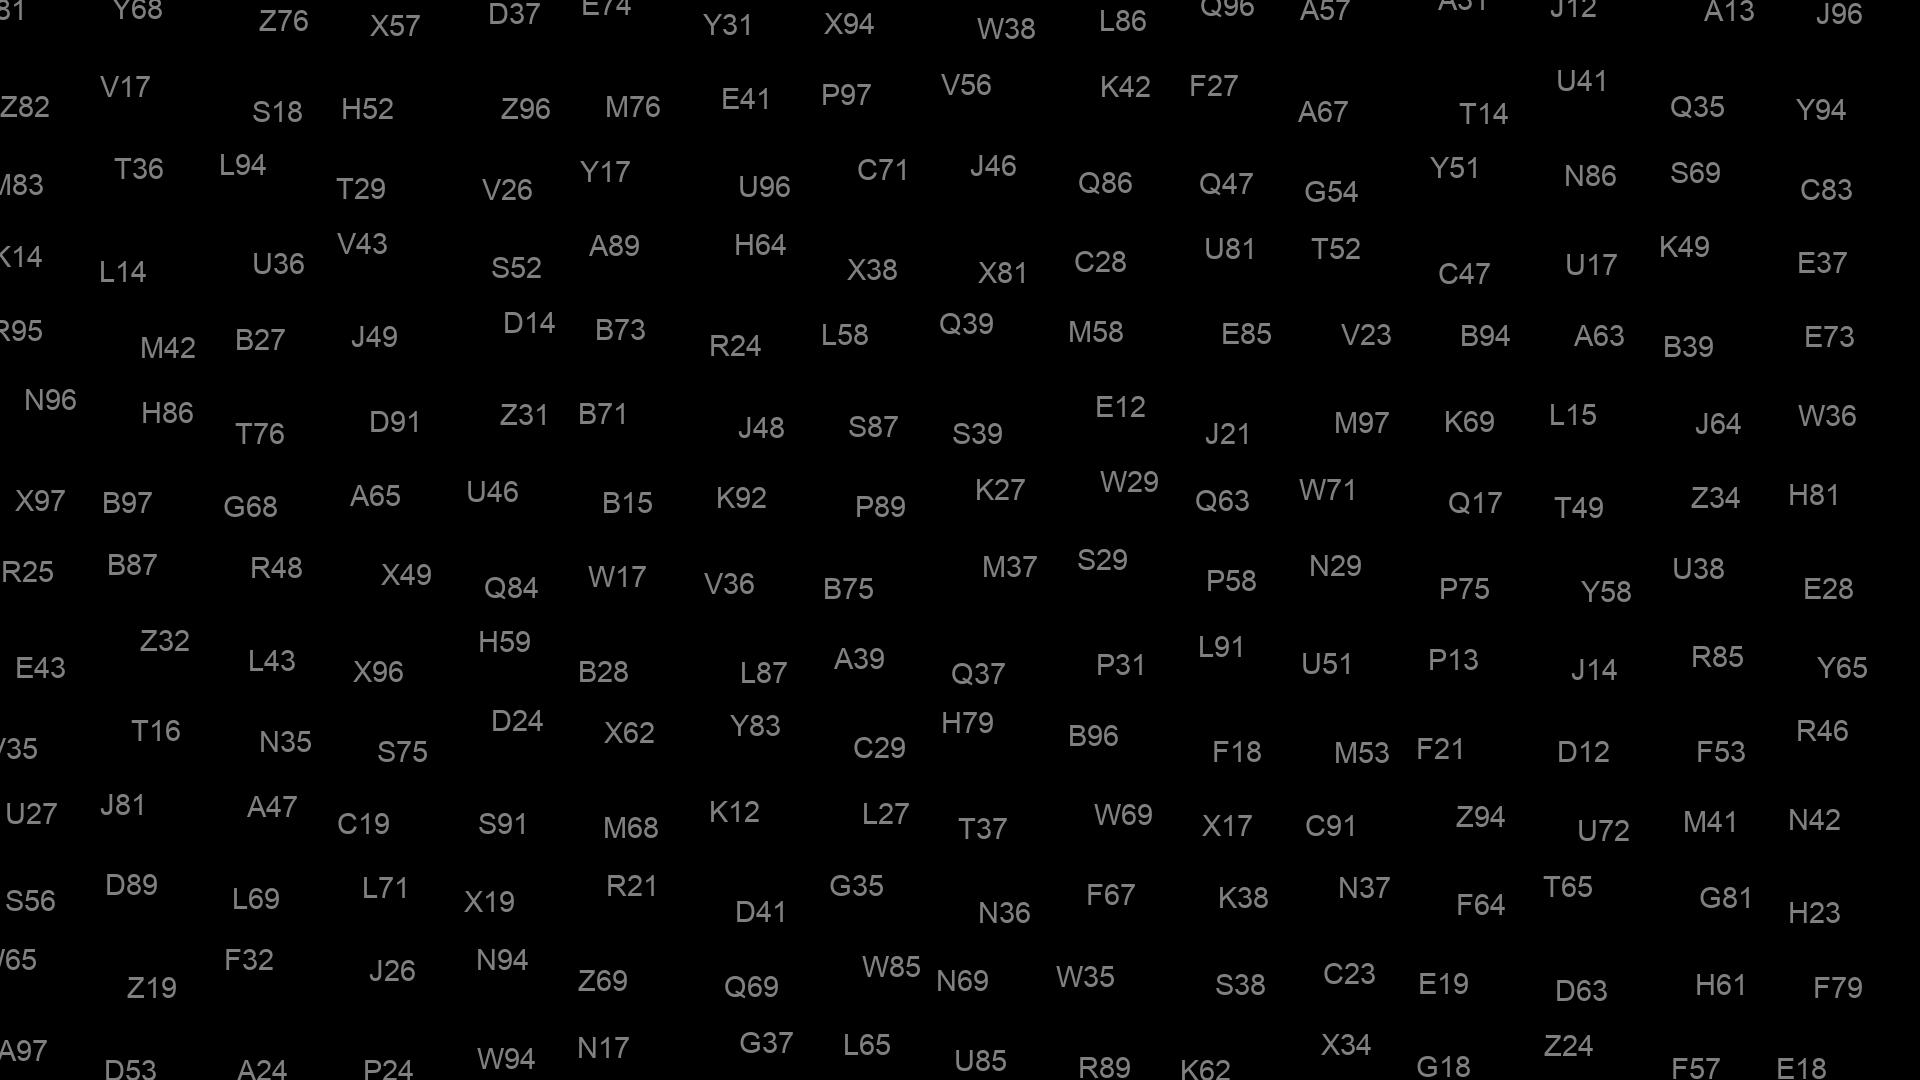 81 Y68 Z76 X57 D37 E74 Y31 X94 W38 L86 Q96 A57 A31 J12 A13 J96
Z82 V17 S18 H52 Z96 M76 E41 P97 V56 K42 F27 A67 T14 U41 Q35 Y94
M83 T36 L94 T29 V26 Y17 U96 C71 J46 Q86 Q47 G54 Y51 N86 S69 C83
K14 L14 U36 V43 S52 A89 H64 X38 X81 C28 U81 T52 C47 U17 K49 E37
R95 M42 B27 J49 D14 B73 R24 L58 Q39 M58 E85 V23 B94 A63 B39 E73
N96 H86 T76 D91 Z31 B71 J48 S87 S39 E12 J21 M97 K69 L15 J64 W36
X97 B97 G68 A65 U46 B15 K92 P89 K27 W29 Q63 W71 Q17 T49 Z34 H81
R25 B87 R48 X49 Q84 W17 V36 B75 M37 S29 P58 N29 P75 Y58 U38 E28
E43 Z32 L43 X96 H59 B28 L87 A39 Q37 P31 L91 U51 P13 J14 R85 Y65
35 T16 N35 S75 D24 X62 Y83 C29 H79 B96 F18 M53 F21 D12 F53 R46
U27 J81 A47 C19 S91 M68 K12 L27 T37 W69 X17 C91 Z94 U72 M41 N42
S56 D89 L69 L71 X19 R21 D41 G35 N36 F67 K38 N37 F64 T65 G81 H23
65 Z19 F32 J26 N94 Z69 Q69 W85 N69 W35 S38 C23 E19 D63 H61 F79
A97 D53 A24 P24 W94 N17 G37 L65 U85 R89 K62 X34 G18 Z24 F57 E18